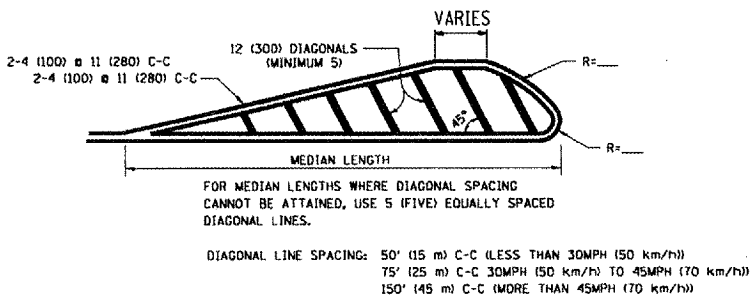 VARIES
12 (300) DIAGONALS
(MINIMUM 5)
2-4 (100) @ 11 (280) C-C
2-4 (100) @ 11 (280) C-C
R=___
45°
R=___
MEDIAN LENGTH
FOR MEDIAN LENGTHS WHERE DIAGONAL SPACING
CANNOT BE ATTAINED, USE 5 (FIVE) EQUALLY SPACED
DIAGONAL LINES.
DIAGONAL LINE SPACING: 50' (15 m) C-C (LESS THAN 30MPH (50 km/h))
75' (25 m) C-C 30MPH (50 km/h) TO 45MPH (70 km/h))
150' (45 m) C-C (MORE THAN 45MPH (70 km/h))